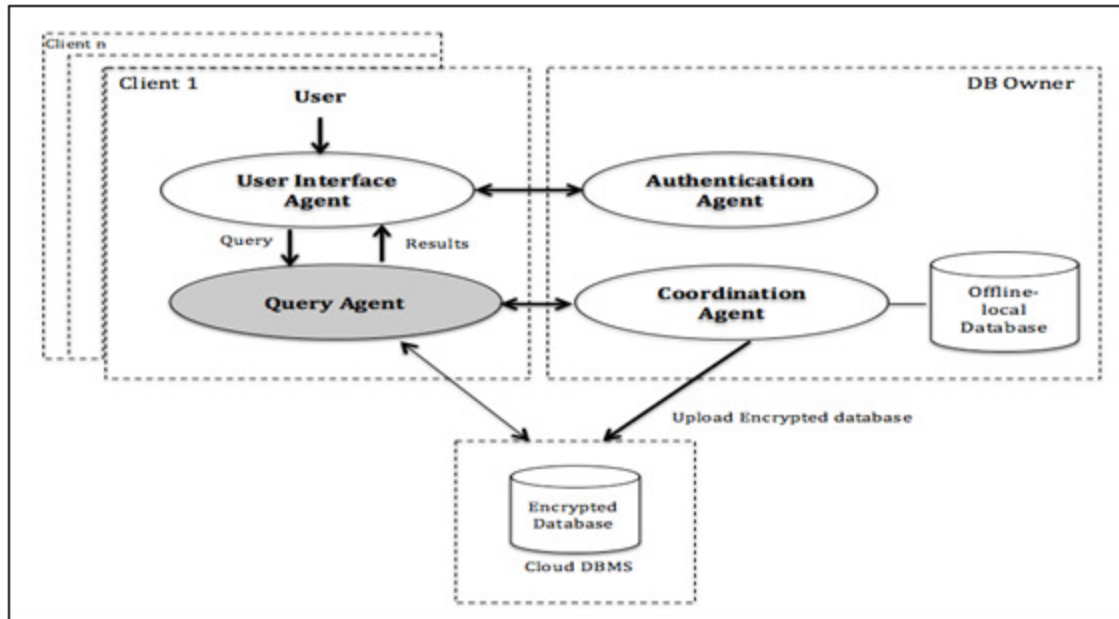 Client n
Client 1
DB Owner
User
User Interface
Agent
Authentication
Agent
Query
Results
Query Agent
Coordination
Agent
Offline-
local
Database
Upload Encrypted database
Encrypted
Database
Cloud DBMS